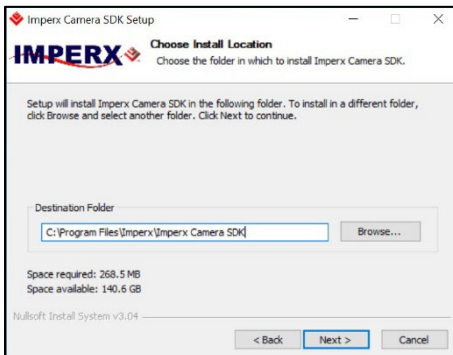 Imperx Camera SDK Setup
IMPERX
Choose Install Location
Choose the folder in which to install Imperx Camera SDK.
Setup will install Imperx Camera SDK in the following folder. To install in a different folder,
click Browse and select another folder. Click Next to continue.
Destination Folder
C:\Program Files\Imperx\Imperx Camera SDK
Browse...
Space required: 268.5 MB
Space available: 140.6 GB
Nullsoft Install System v3.04
< Back
Next >
Cancel